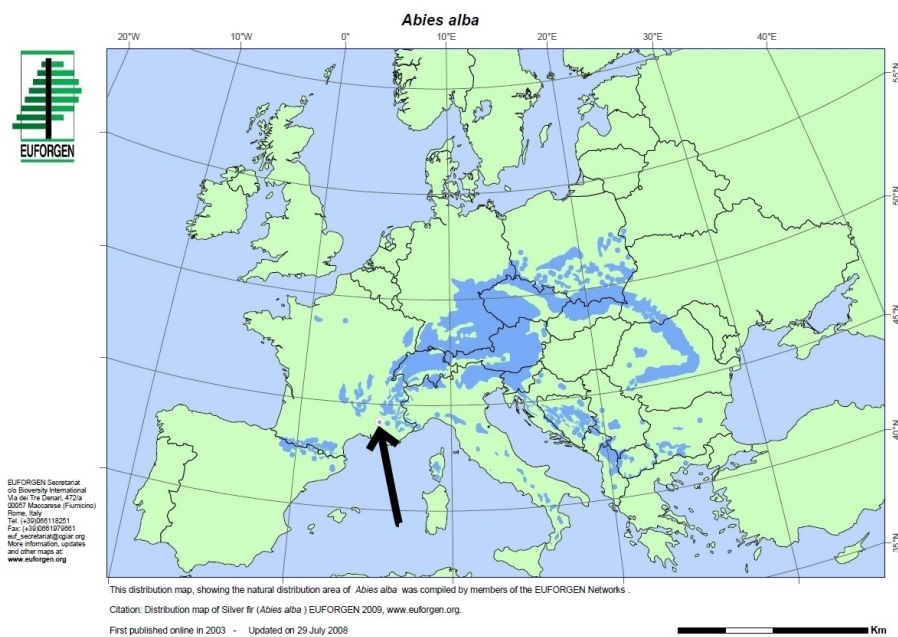 Abies alba
20°W 10°W 0° 10°E 20°E 30°E 40°E
55°N
50°N
45°N
40°N
35°N
EUFORGEN
EUFORGEN Secretariat
c/o Bioversity International
Via dei Tre Denari, 472/a
00057 Maccarese (Fiumicino)
Rome, Italy
Tel. (+39)066118251
Fax: (+39)0661979661
euf_secretariat@cgiar.org
More information, updates
and other maps at:
www.euforgen.org
This distribution map, showing the natural distribution area of Abies alba was compiled by members of the EUFORGEN Networks .
Citation: Distribution map of Silver fir (Abies alba ) EUFORGEN 2009, www.euforgen.org.
First published online in 2003 - Updated on 29 July 2008
Km